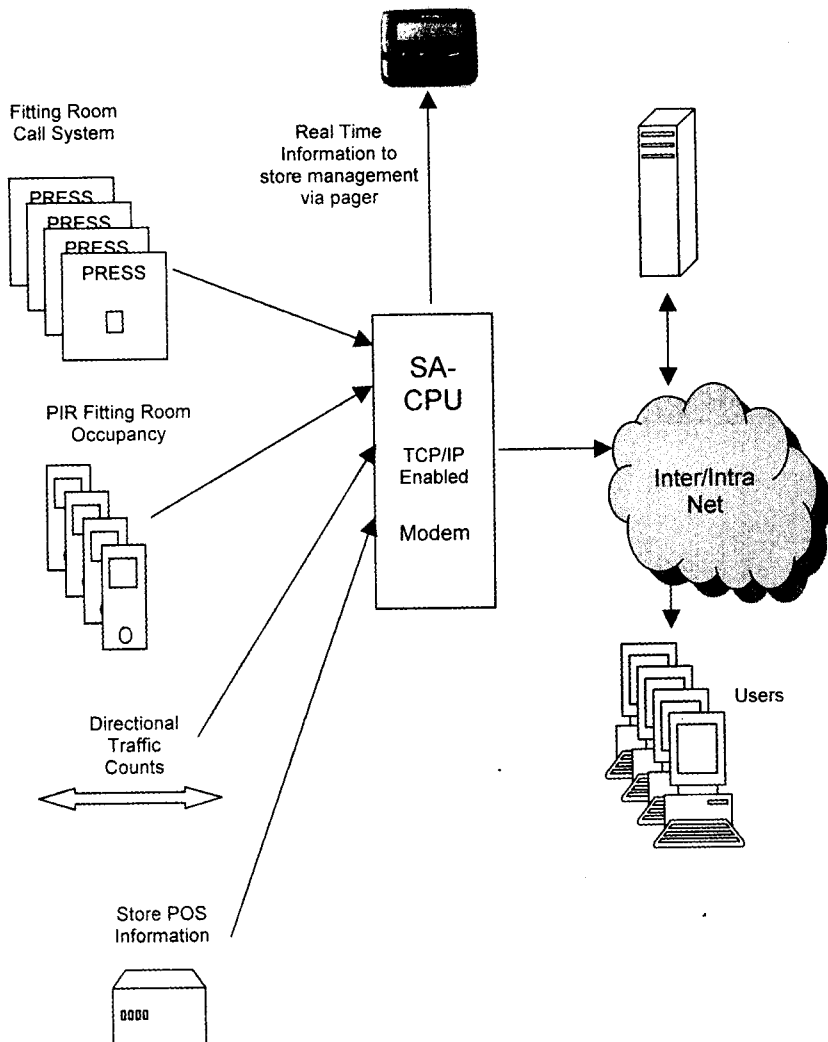 Fitting Room
Call System
PRESS
PRESS
PRESS
PRESS
Real Time
Information to
store management
via pager
SA-
CPU
TCP/IP
Enabled
Modem
PIR Fitting Room
Occupancy
Inter/Intra
Net
Directional
Traffic
Counts
Users
Store POS
Information